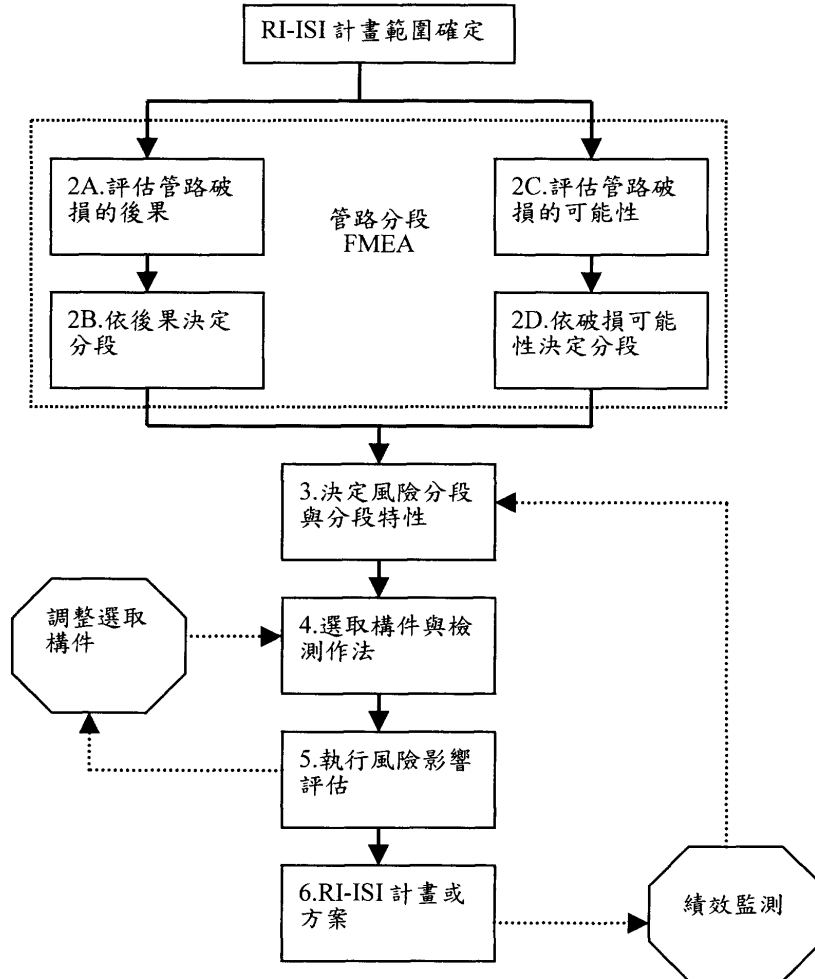 RI-ISI 計畫範圍確定
2A.評估管路破
損的後果
2C.評估管路破
損的可能性
管路分段
FMEA
2B.依後果決定
分段
2D.依破損可能
性決定分段
3.決定風險分段
與分段特性
調整選取
構件
4.選取構件與檢
測作法
5.執行風險影響
評估
6.RI-ISI 計畫或
方案
績效監測